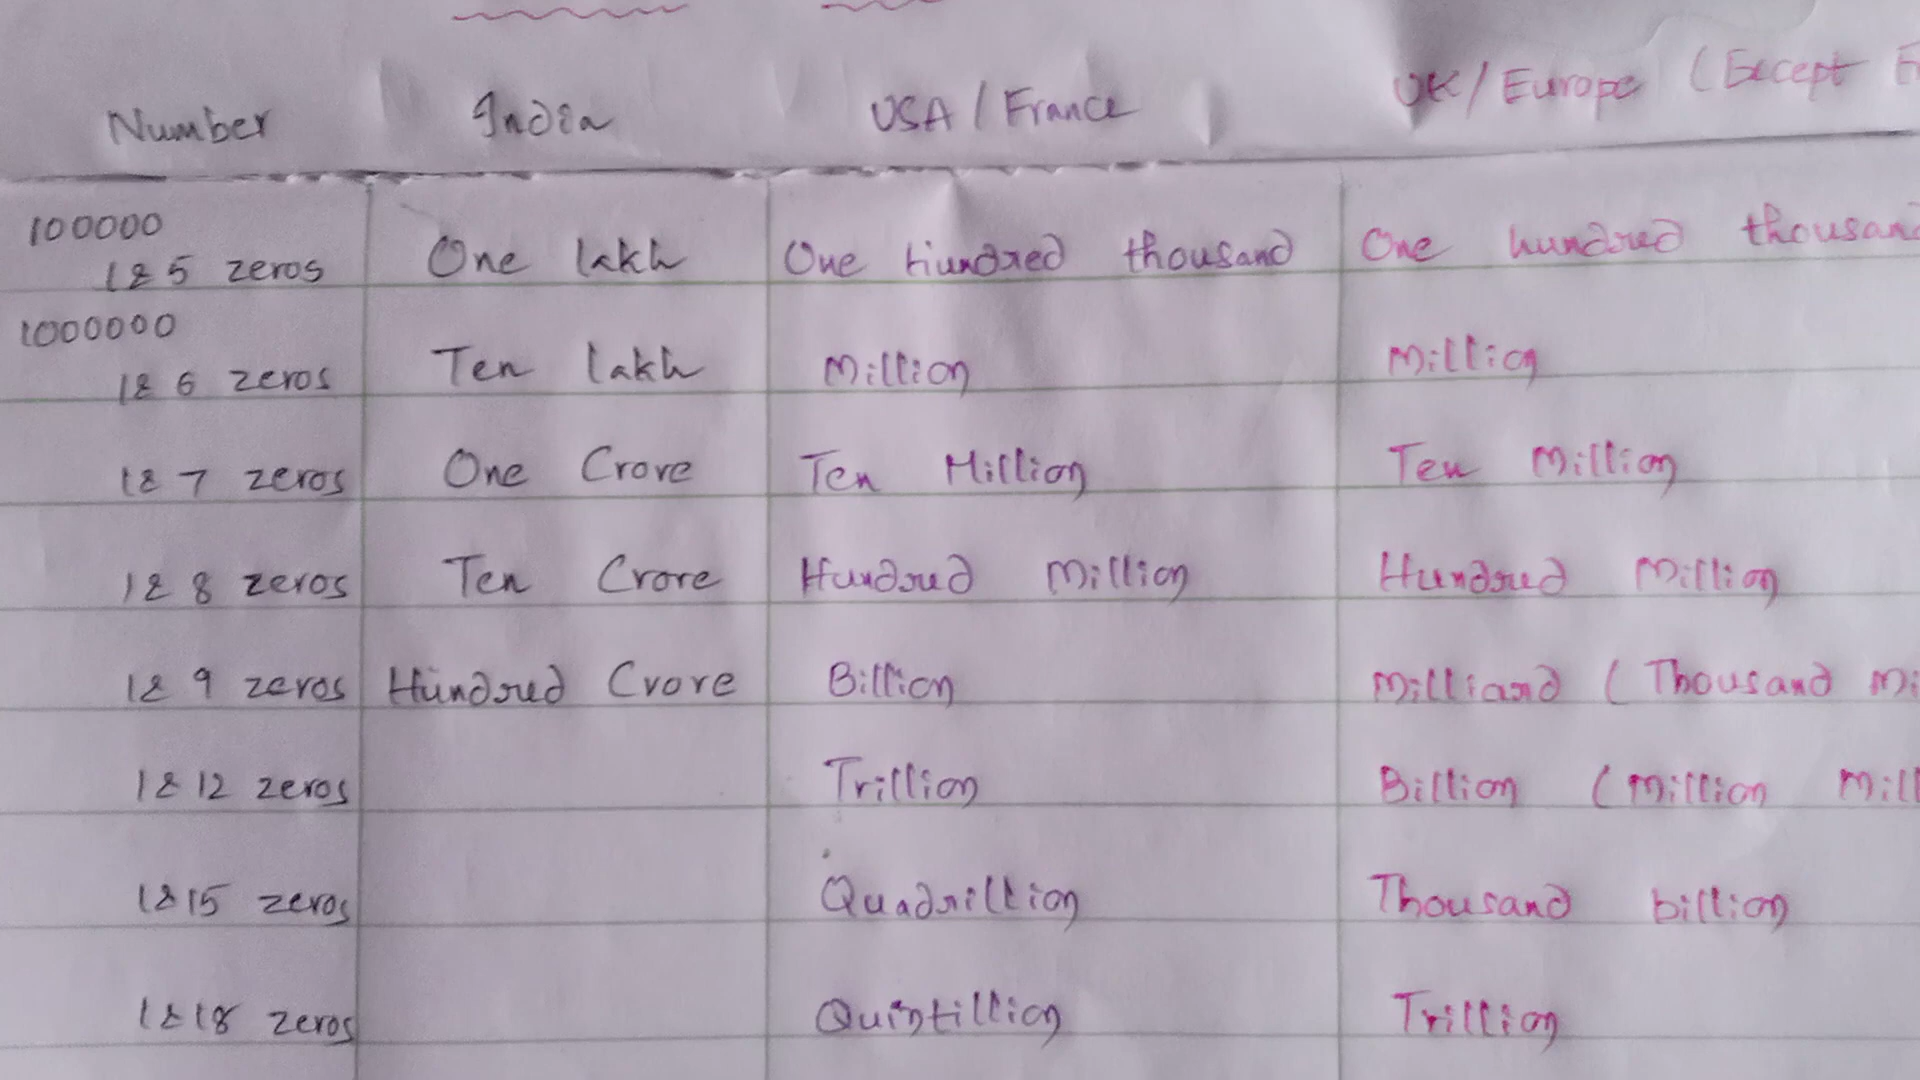 Number India USA / France UK / Europe (Except
100000
1 & 5 zeros One lakh One hundred thousand One hundred thousand
1000000
1 & 6 zeros Ten lakh Million Million
1 & 7 zeros One Crore Ten Million Ten Million
1 & 8 zeros Ten Crore Hundred Million Hundred Million
1 & 9 zeros Hundred Crore Billion Milliard (Thousand Mi
1 & 12 zeros Trillion Billion (Million Mill
1 & 15 zeros Quadrillion Thousand billion
1 & 18 zeros Quintillion Trillion